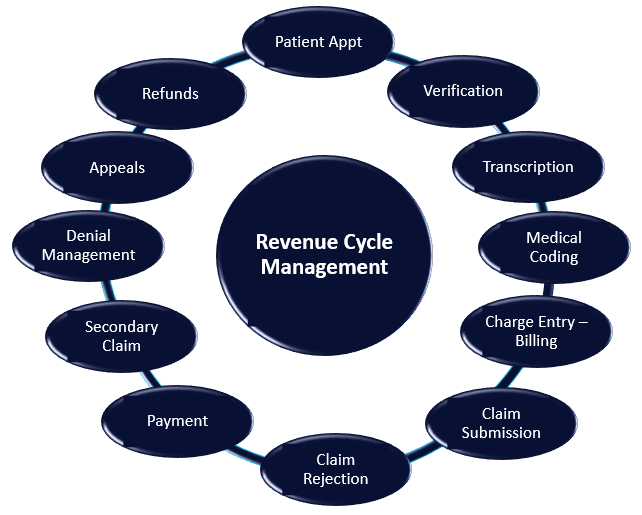 Patient Appt
Verification
Transcription
Medical
Coding
Charge Entry –
Billing
Claim
Submission
Claim
Rejection
Payment
Secondary
Claim
Denial
Management
Appeals
Refunds
Revenue Cycle
Management